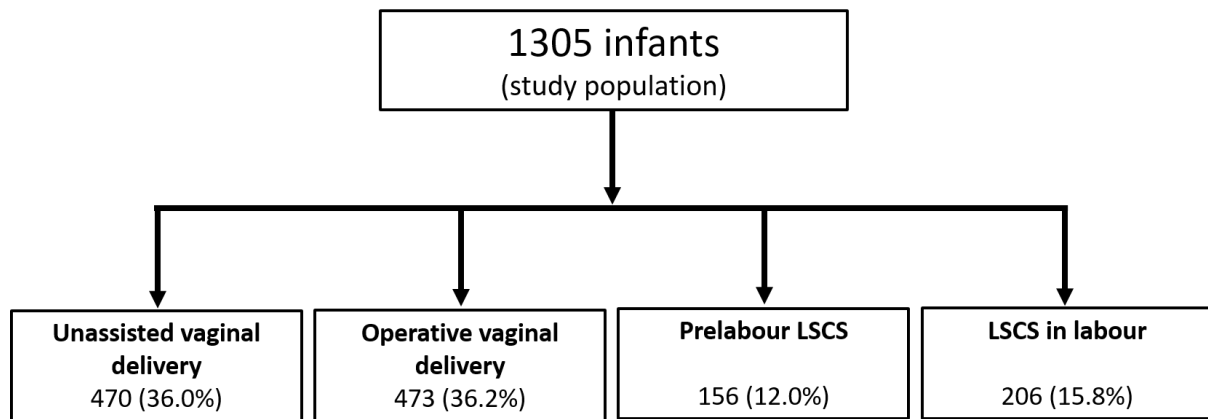 1305 infants
(study population)
Unassisted vaginal
delivery
470 (36.0%)
Operative vaginal
delivery
473 (36.2%)
Prelabour LSCS
156 (12.0%)
LSCS in labour
206 (15.8%)